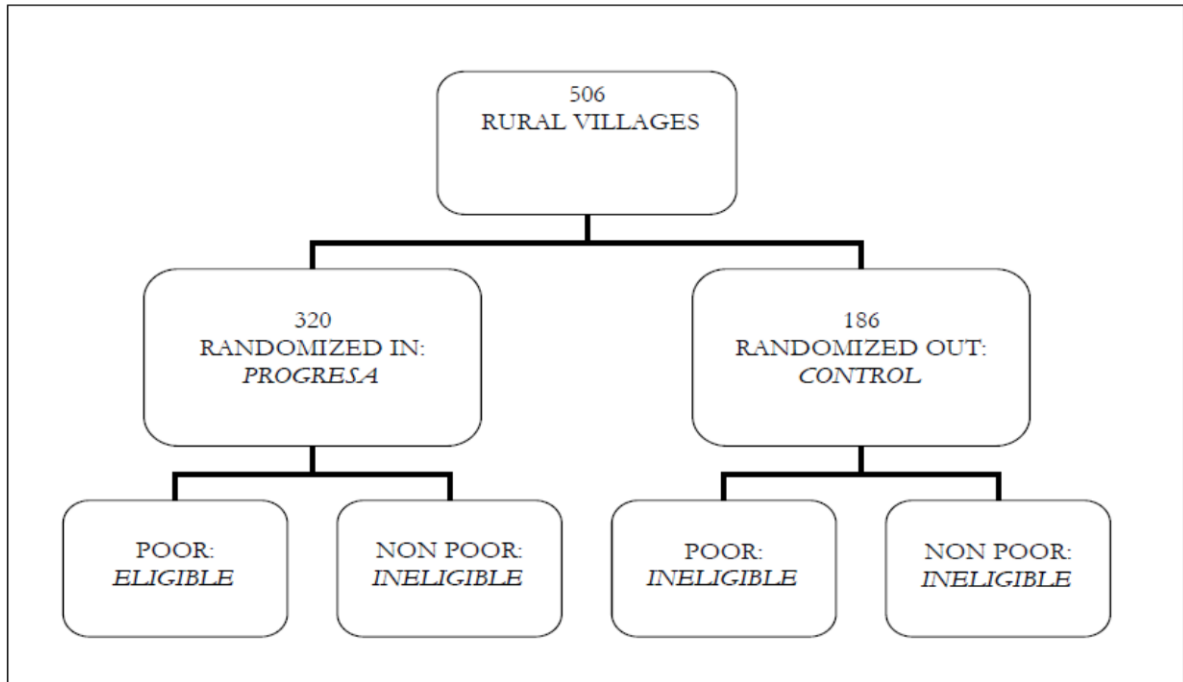 506
RURAL VILLAGES
320
RANDOMIZED IN:
PROGRESA
186
RANDOMIZED OUT:
CONTROL
POOR:
ELIGIBLE
NON POOR:
INELIGIBLE
POOR:
INELIGIBLE
NON POOR:
INELIGIBLE